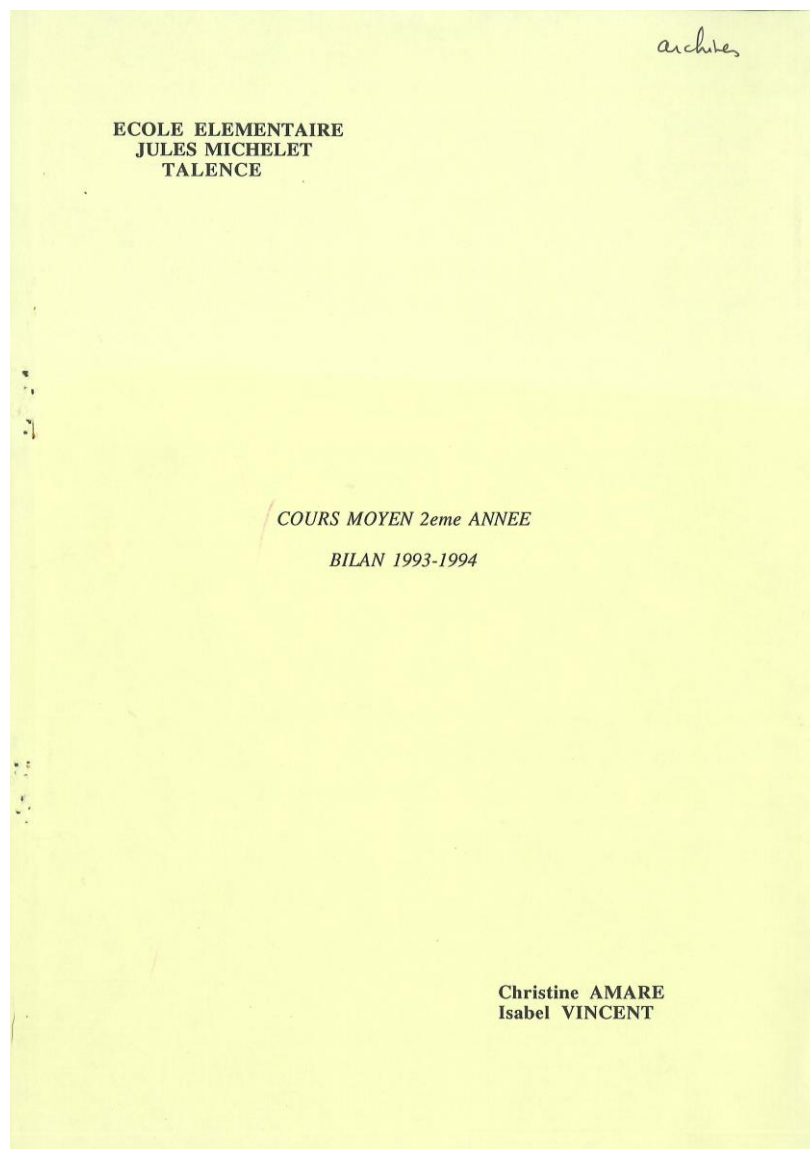 archives
ECOLE ELEMENTAIRE
JULES MICHELET
TALENCE
COURS MOYEN 2eme ANNEE
BILAN 1993-1994
Christine AMARE
Isabel VINCENT